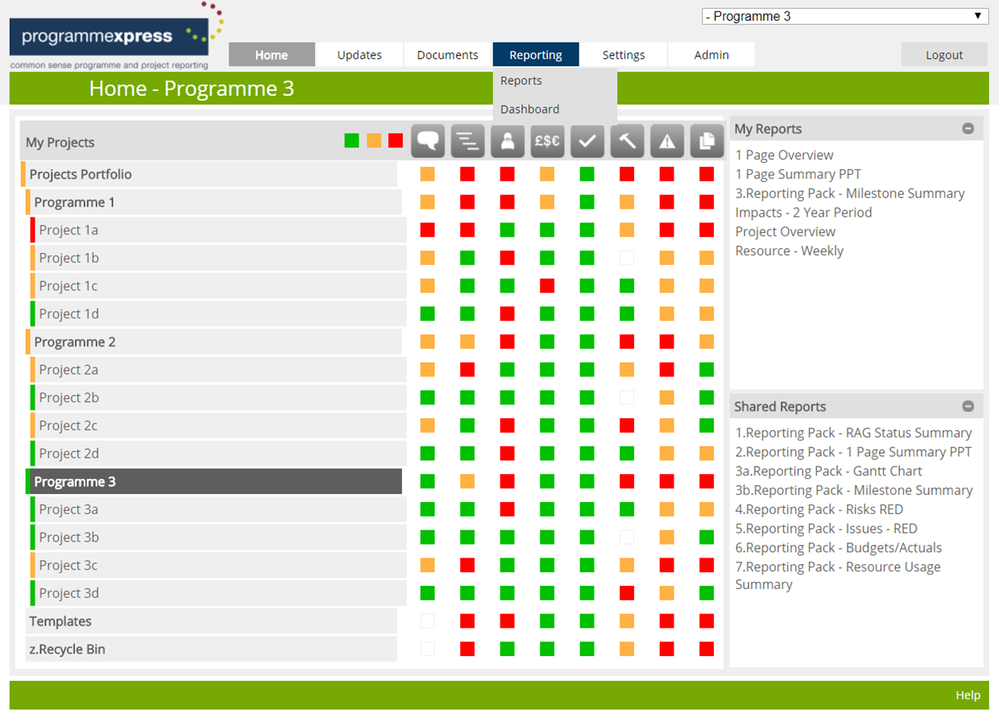 programmexpress
common sense programme and project reporting
- Programme 3
Home
Updates
Documents
Reporting
Settings
Admin
Logout
Reports
Dashboard
Home - Programme 3
My Projects
£$€
Projects Portfolio
Programme 1
Project 1a
Project 1b
Project 1c
Project 1d
Programme 2
Project 2a
Project 2b
Project 2c
Project 2d
Programme 3
Project 3a
Project 3b
Project 3c
Project 3d
Templates
z.Recycle Bin
My Reports
1 Page Overview
1 Page Summary PPT
3.Reporting Pack - Milestone Summary
Impacts - 2 Year Period
Project Overview
Resource - Weekly
Shared Reports
1.Reporting Pack - RAG Status Summary
2.Reporting Pack - 1 Page Summary PPT
3a.Reporting Pack - Gantt Chart
3b.Reporting Pack - Milestone Summary
4.Reporting Pack - Risks RED
5.Reporting Pack - Issues - RED
6.Reporting Pack - Budgets/Actuals
7.Reporting Pack - Resource Usage
Summary
Help